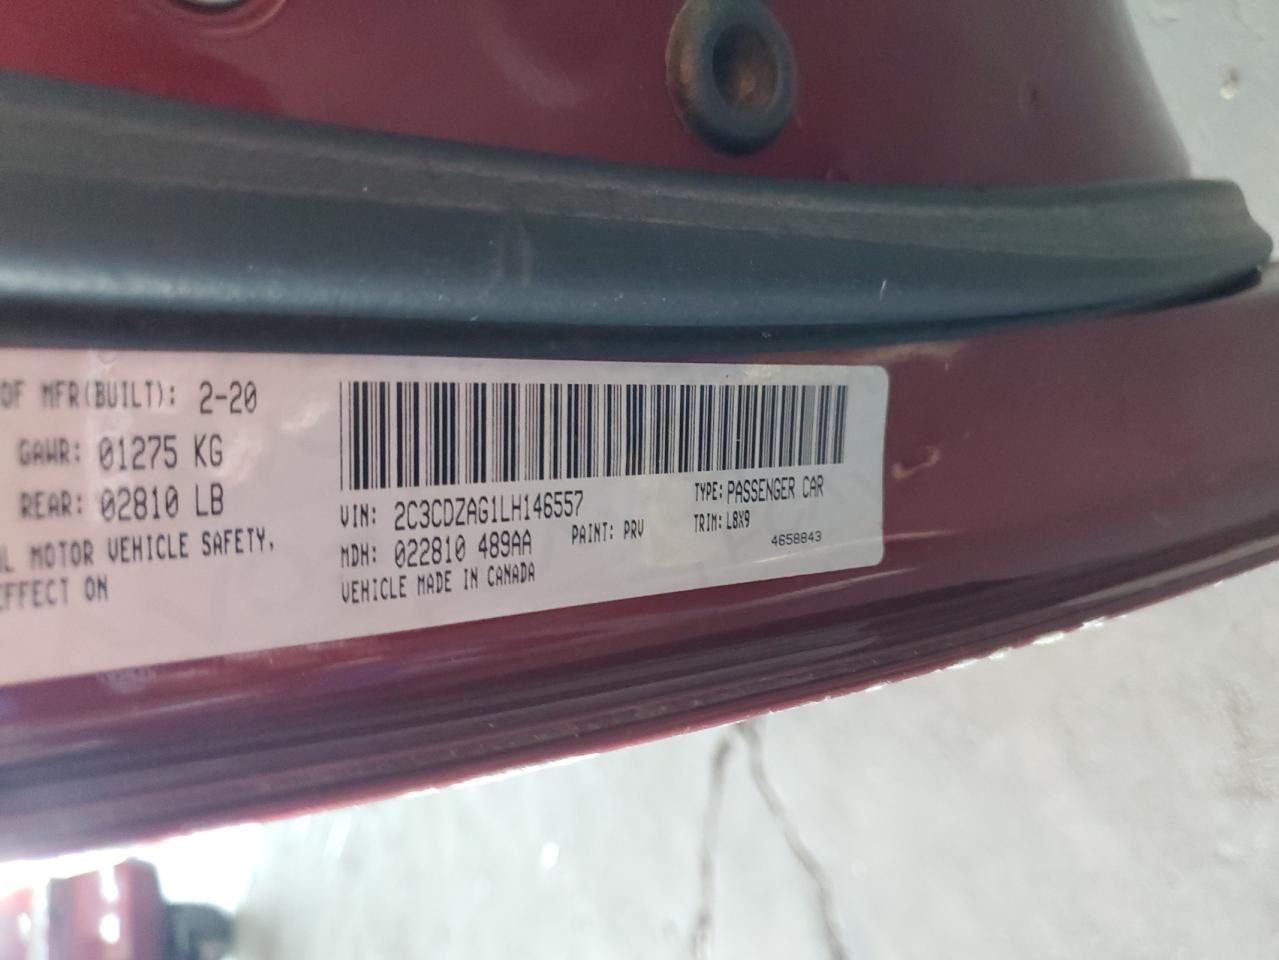 OF MFR(BUILT): 2-20
GAWR: 01275 KG
REAR: 02810 LB
MOTOR VEHICLE SAFETY,
EFFECT ON
VIN: 2C3CDZAG1LH146557
TYPE: PASSENGER CAR
MDH: 022810 489AA
PAINT: PRV
TRIM: L8X9
VEHICLE MADE IN CANADA
4658843